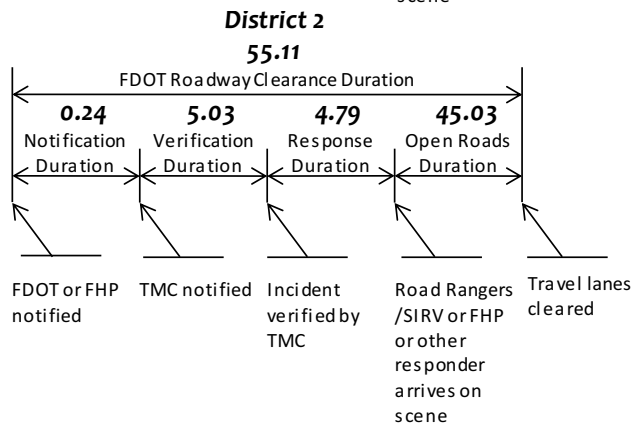 scene
District 2
55.11
FDOT Roadway Clearance Duration
0.24 5.03 4.79 45.03
Notification Verification Response Open Roads
Duration Duration Duration Duration
FDOT or FHP
notified
TMC notified
Incident
verified by
TMC
Road Rangers
/SIRV or FHP
or other
responder
arrives on
scene
Travel lanes
cleared